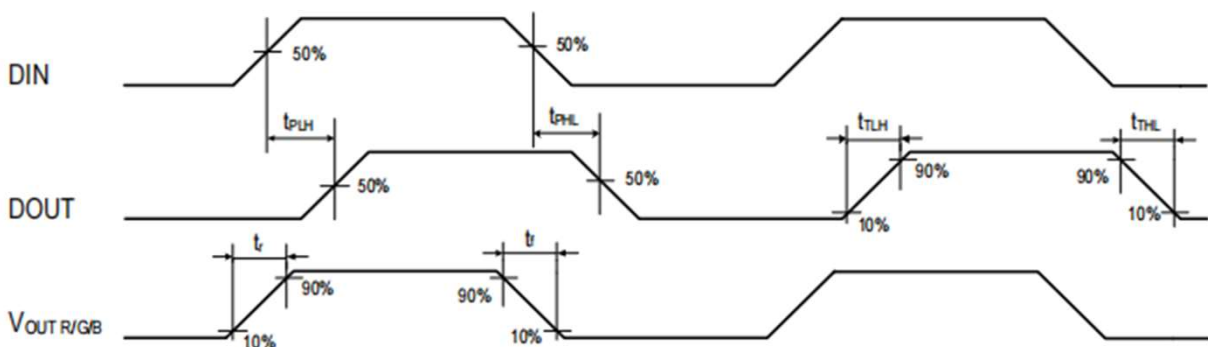 DIN
50%
50%
tPLH
tPHL
tTLH
tTHL
DOUT
50%
50%
90%
10%
90%
10%
tr
tf
VOUT R/G/B
90%
10%
90%
10%